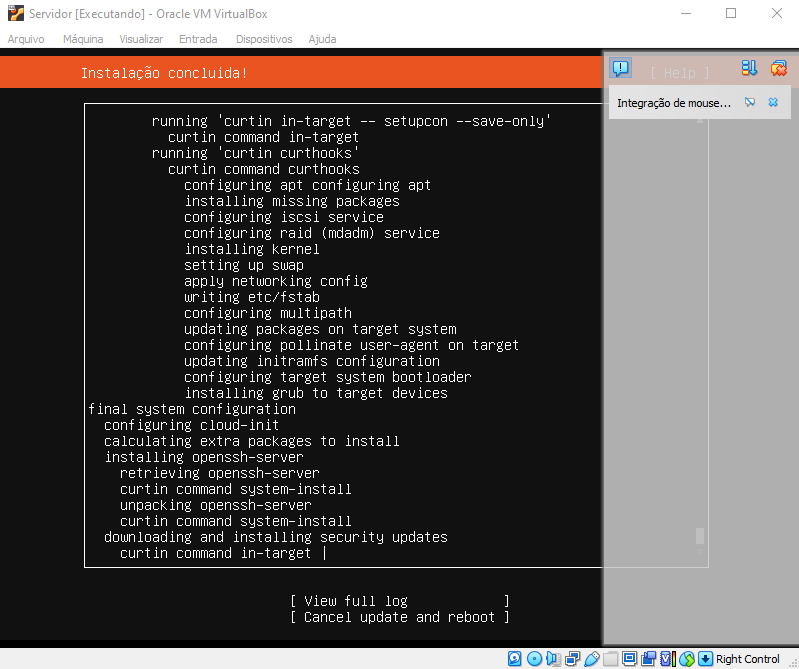 Servidor [Executando] - Oracle VM VirtualBox
Arquivo Máquina Visualizar Entrada Dispositivos Ajuda
Instalação concluida!
[ Help ]
Integração de mouse...
running 'curtin in-target -- setupcon --save-only'
curtin command in-target
running 'curtin curthooks'
curtin command curthooks
configuring apt configuring apt
installing missing packages
configuring iscsi service
configuring raid (mdadm) service
installing kernel
setting up swap
apply networking config
writing etc/fstab
configuring multipath
updating packages on target system
configuring pollinate user-agent on target
updating initramfs configuration
configuring target system bootloader
installing grub to target devices
final system configuration
configuring cloud-init
calculating extra packages to install
installing openssh-server
retrieving openssh-server
curtin command system-install
unpacking openssh-server
curtin command system-install
downloading and installing security updates
curtin command in-target |
[ View full log ]
[ Cancel update and reboot ]
Right Control